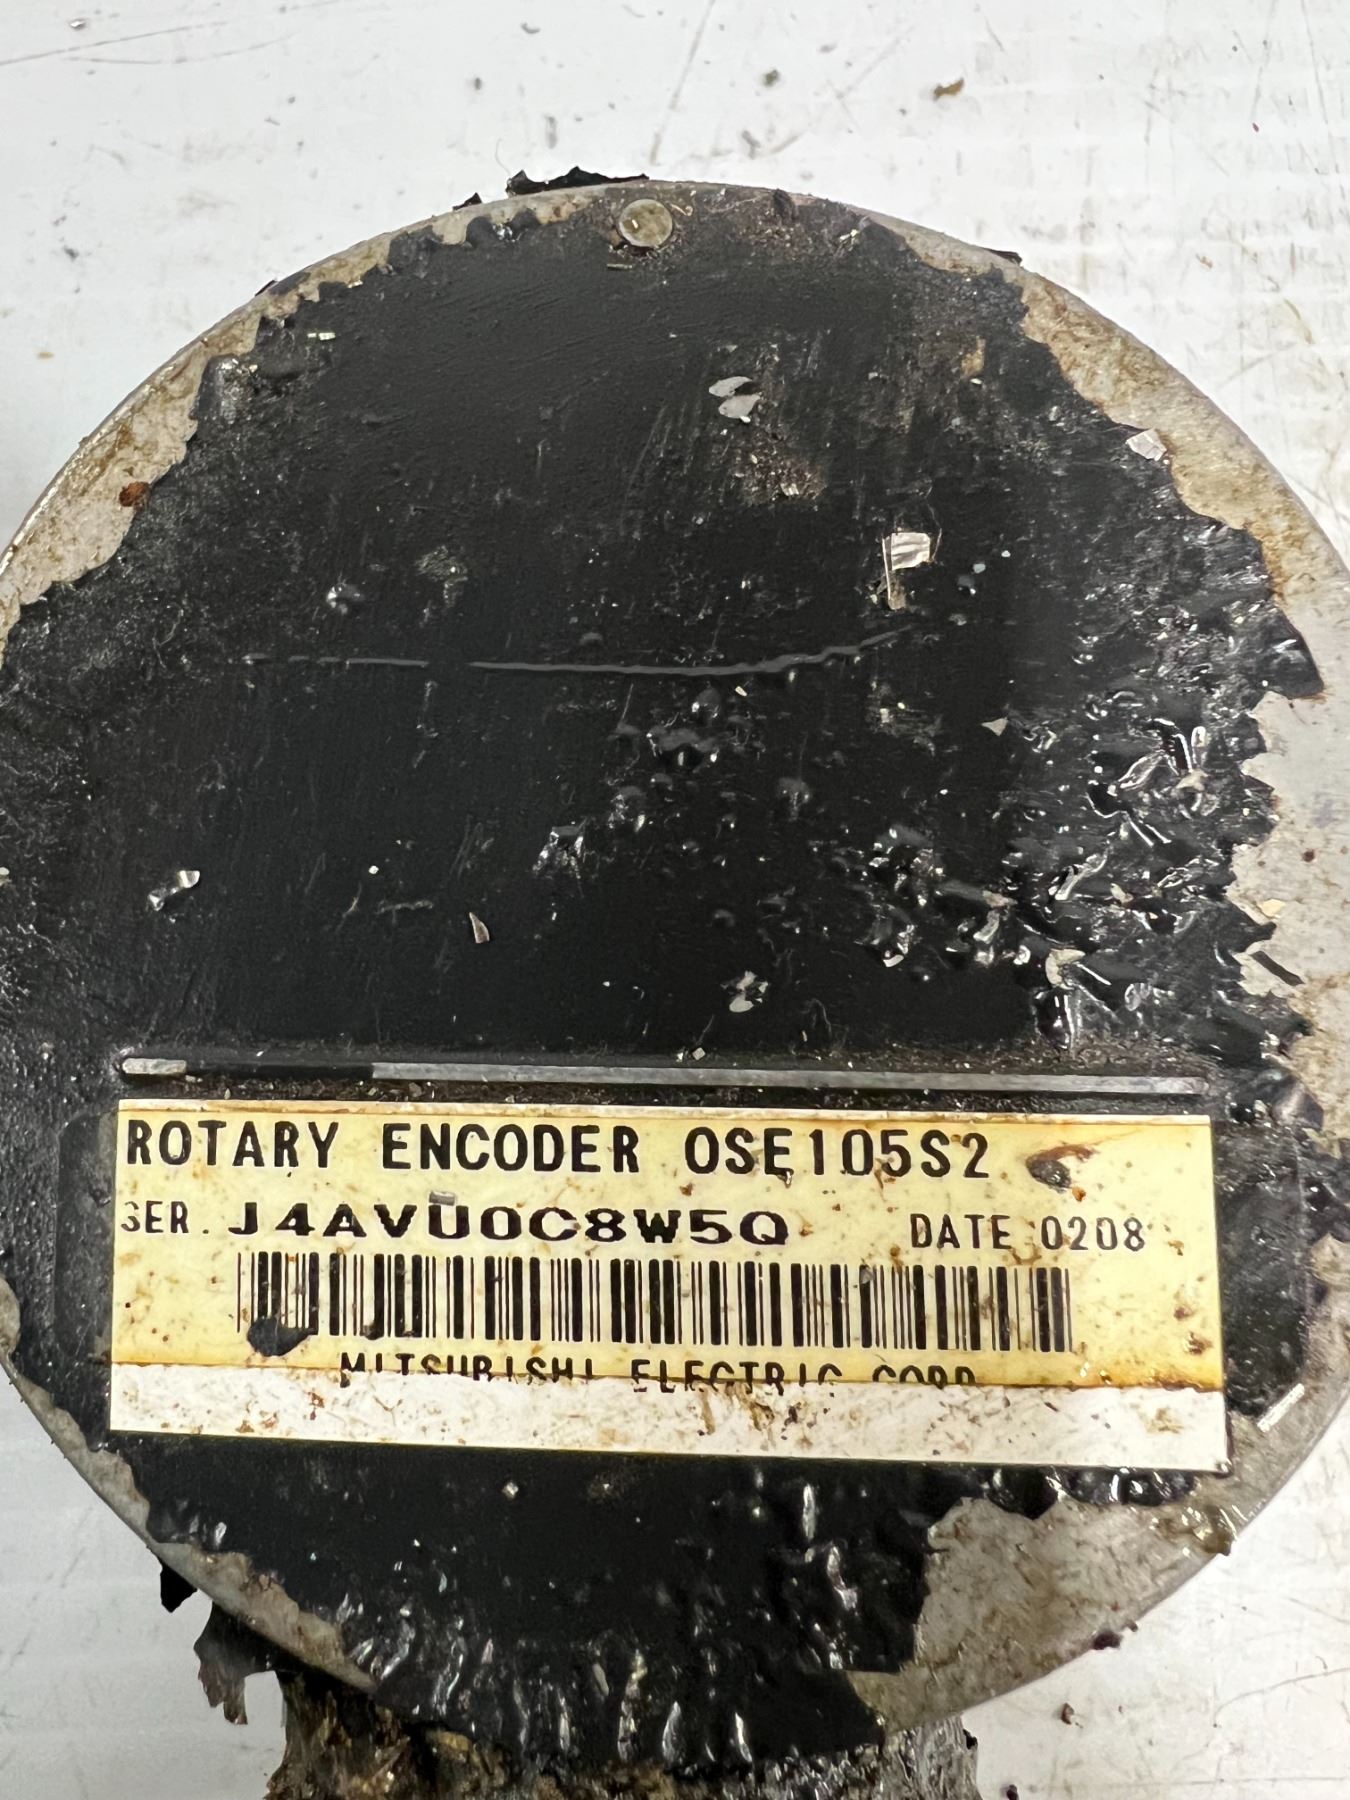 ROTARY ENCODER OSE105S2
SER. J4AVU0C8W5Q DATE 0208
MITSUBISHI ELECTRIC CORP